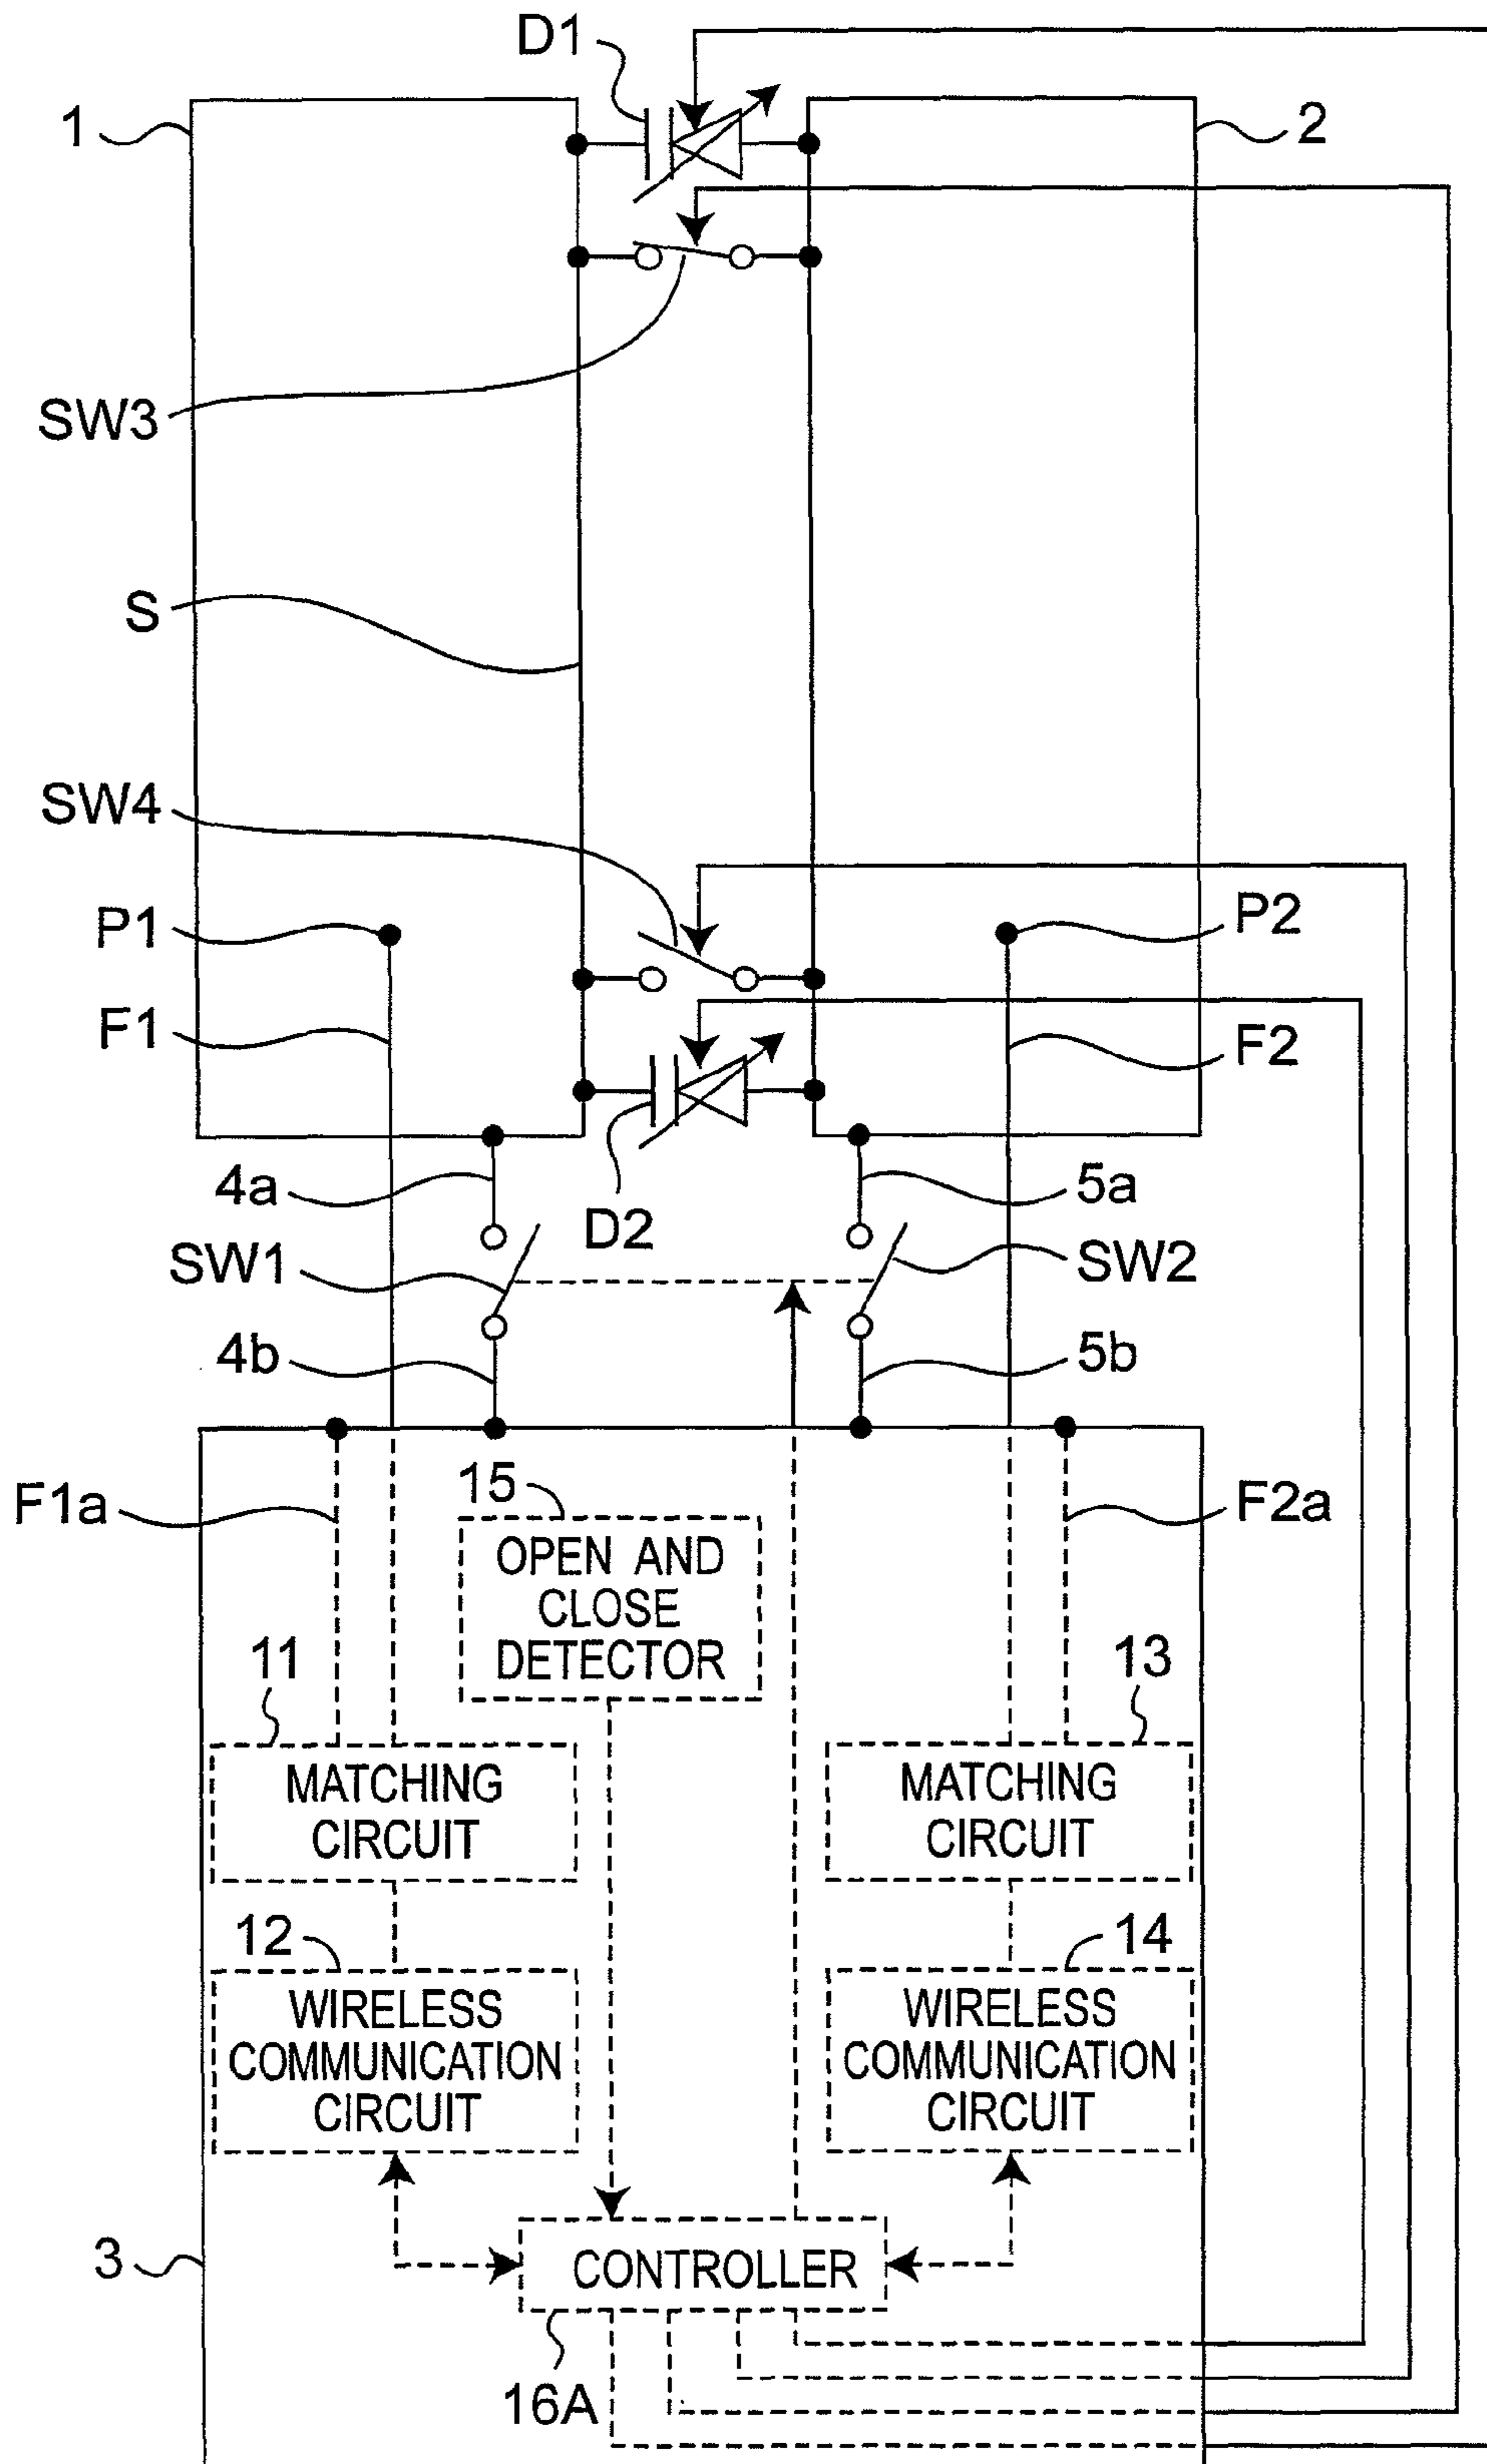 D1
1
2
SW3
S
SW4
P1
P2
F1
F2
4a
5a
D2
SW1
SW2
4b
5b
15
F1a
F2a
OPEN AND
CLOSE
DETECTOR
11
13
MATCHING
CIRCUIT
MATCHING
CIRCUIT
12
14
WIRELESS
COMMUNICATION
CIRCUIT
WIRELESS
COMMUNICATION
CIRCUIT
3
CONTROLLER
16A